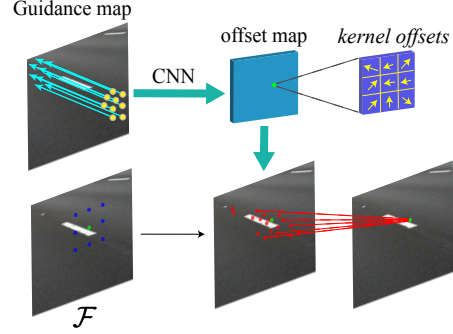 Guidance map
offset map
kernel offsets
CNN
ℱ